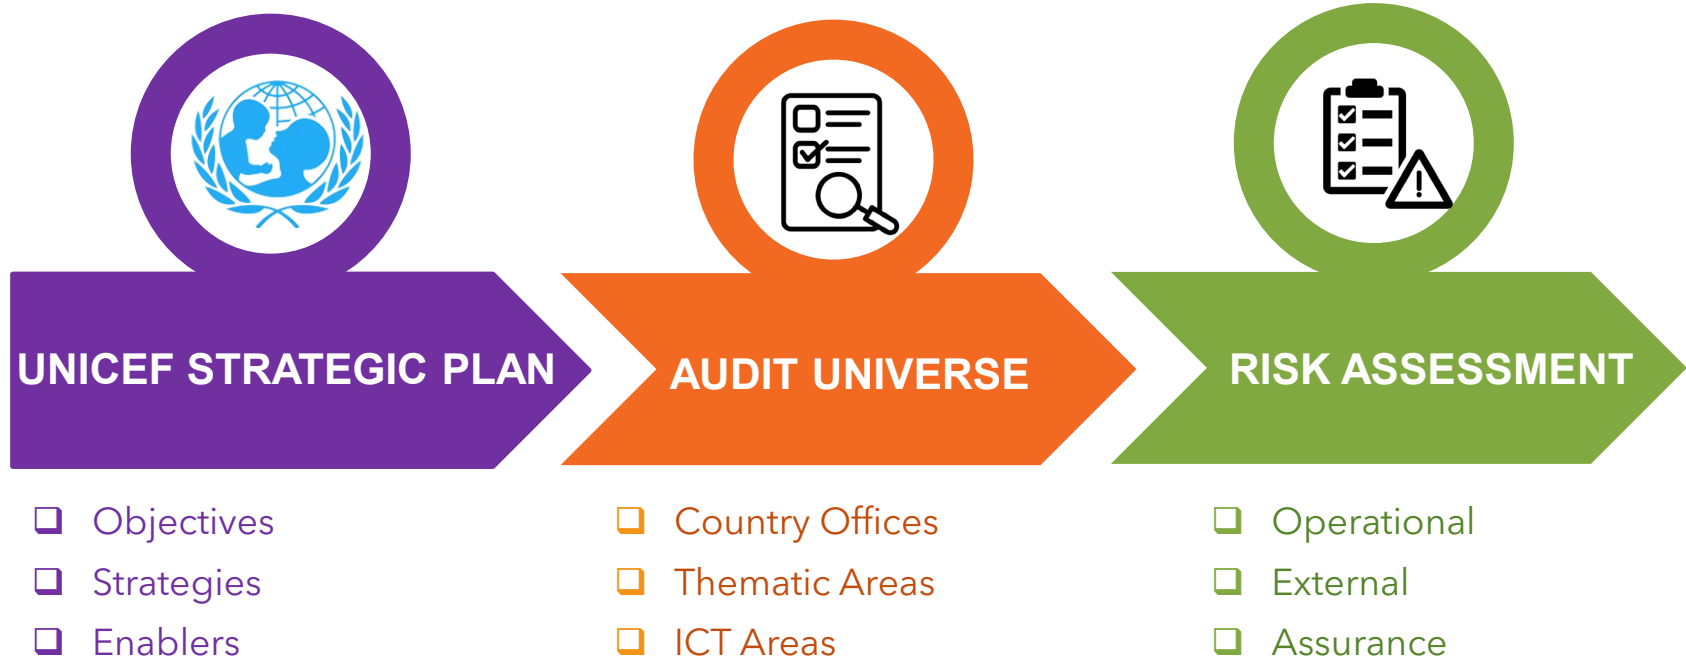 UNICEF STRATEGIC PLAN
Objectives
Strategies
Enablers
AUDIT UNIVERSE
Country Offices
Thematic Areas
ICT Areas
RISK ASSESSMENT
Operational
External
Assurance